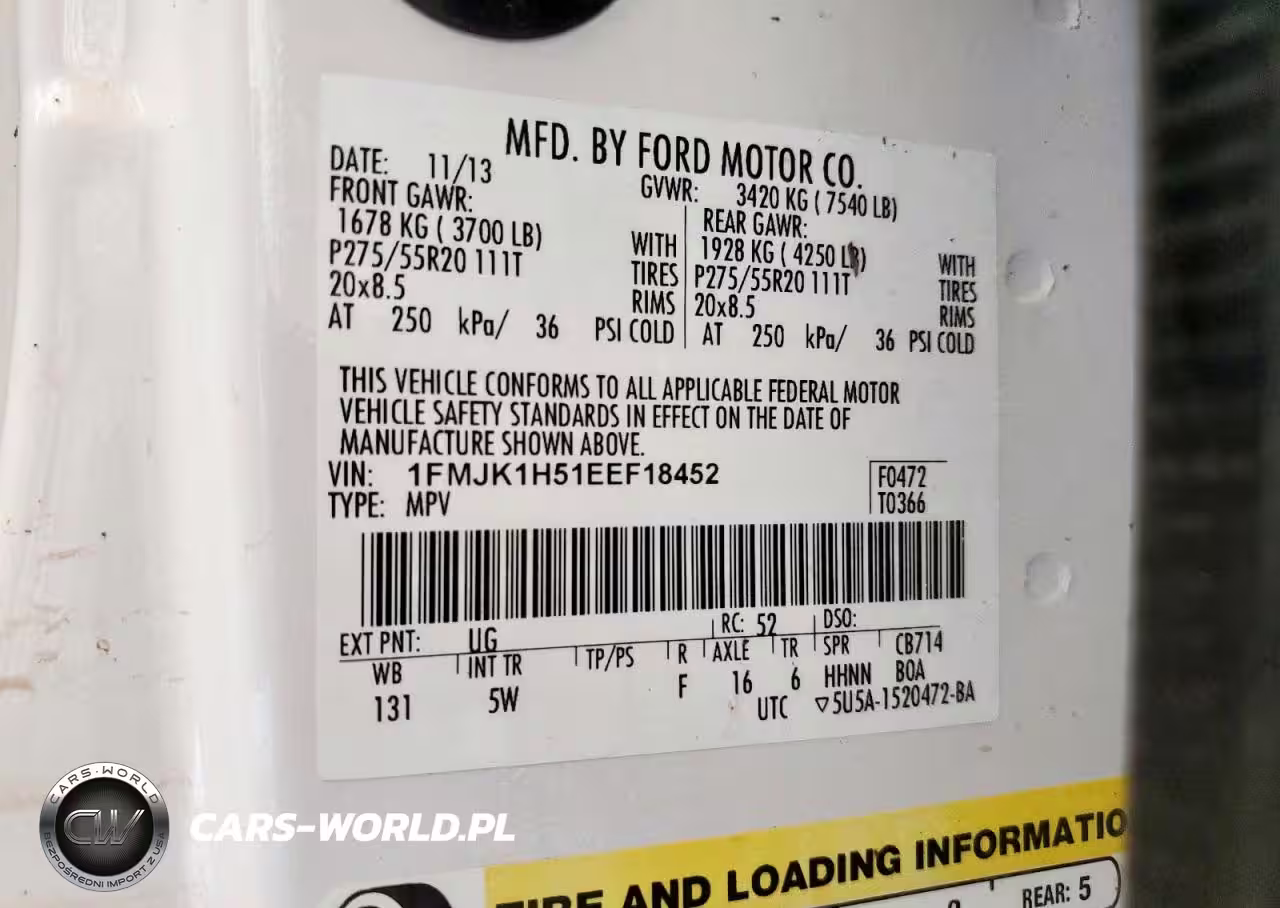 MFD. BY FORD MOTOR CO.
DATE: 11/13
GVWR: 3420 KG ( 7540 LB)
FRONT GAWR:
REAR GAWR:
1678 KG ( 3700 LB)
WITH
1928 KG ( 4250 LB)
WITH
P275/55R20 111T
TIRES
P275/55R20 111T
TIRES
20x8.5
RIMS
20x8.5
RIMS
AT 250 kPa/ 36 PSI COLD
AT 250 kPa/ 36 PSI COLD
THIS VEHICLE CONFORMS TO ALL APPLICABLE FEDERAL MOTOR
VEHICLE SAFETY STANDARDS IN EFFECT ON THE DATE OF
MANUFACTURE SHOWN ABOVE.
VIN: 1FMJK1H51EEF18452
F0472
TYPE: MPV
T0366
EXT PNT: UG
RC: 52
DSO:
WB
INT TR
TP/PS
R
AXLE
TR
SPR
CB714
131
5W
F
16
6
HHNN
BOA
UTC ▽5U5A-1520472-BA
CARS-WORLD
CW
BEZPOŚREDNI IMPORT Z USA
CARS-WORLD.PL
TIRE AND LOADING INFORMATIO
REAR: 5